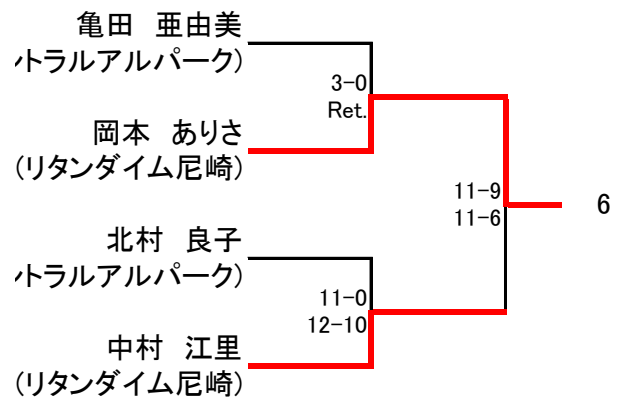 亀田 亜由美
トラルアルパーク)
3-0
Ret.
岡本 ありさ
(リタンダイム尼崎)
11-9
11-6
6
北村 良子
トラルアルパーク)
11-0
12-10
中村 江里
(リタンダイム尼崎)